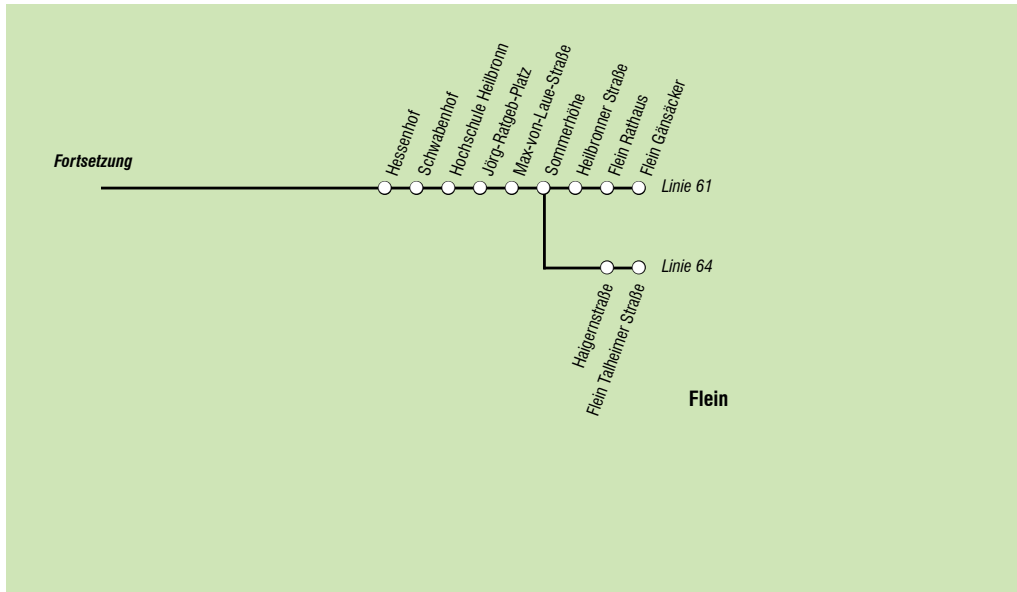 Fortsetzung
Hessenhof
Schwabenhof
Hochschule Heilbronn
Jörg-Ratgeb-Platz
Max-von-Laue-Straße
Sommerhöhe
Heilbronner Straße
Flein Rathaus
Flein Gänsäcker
Linie 61
Linie 64
Haigernstraße
Flein Talheimer Straße
Flein